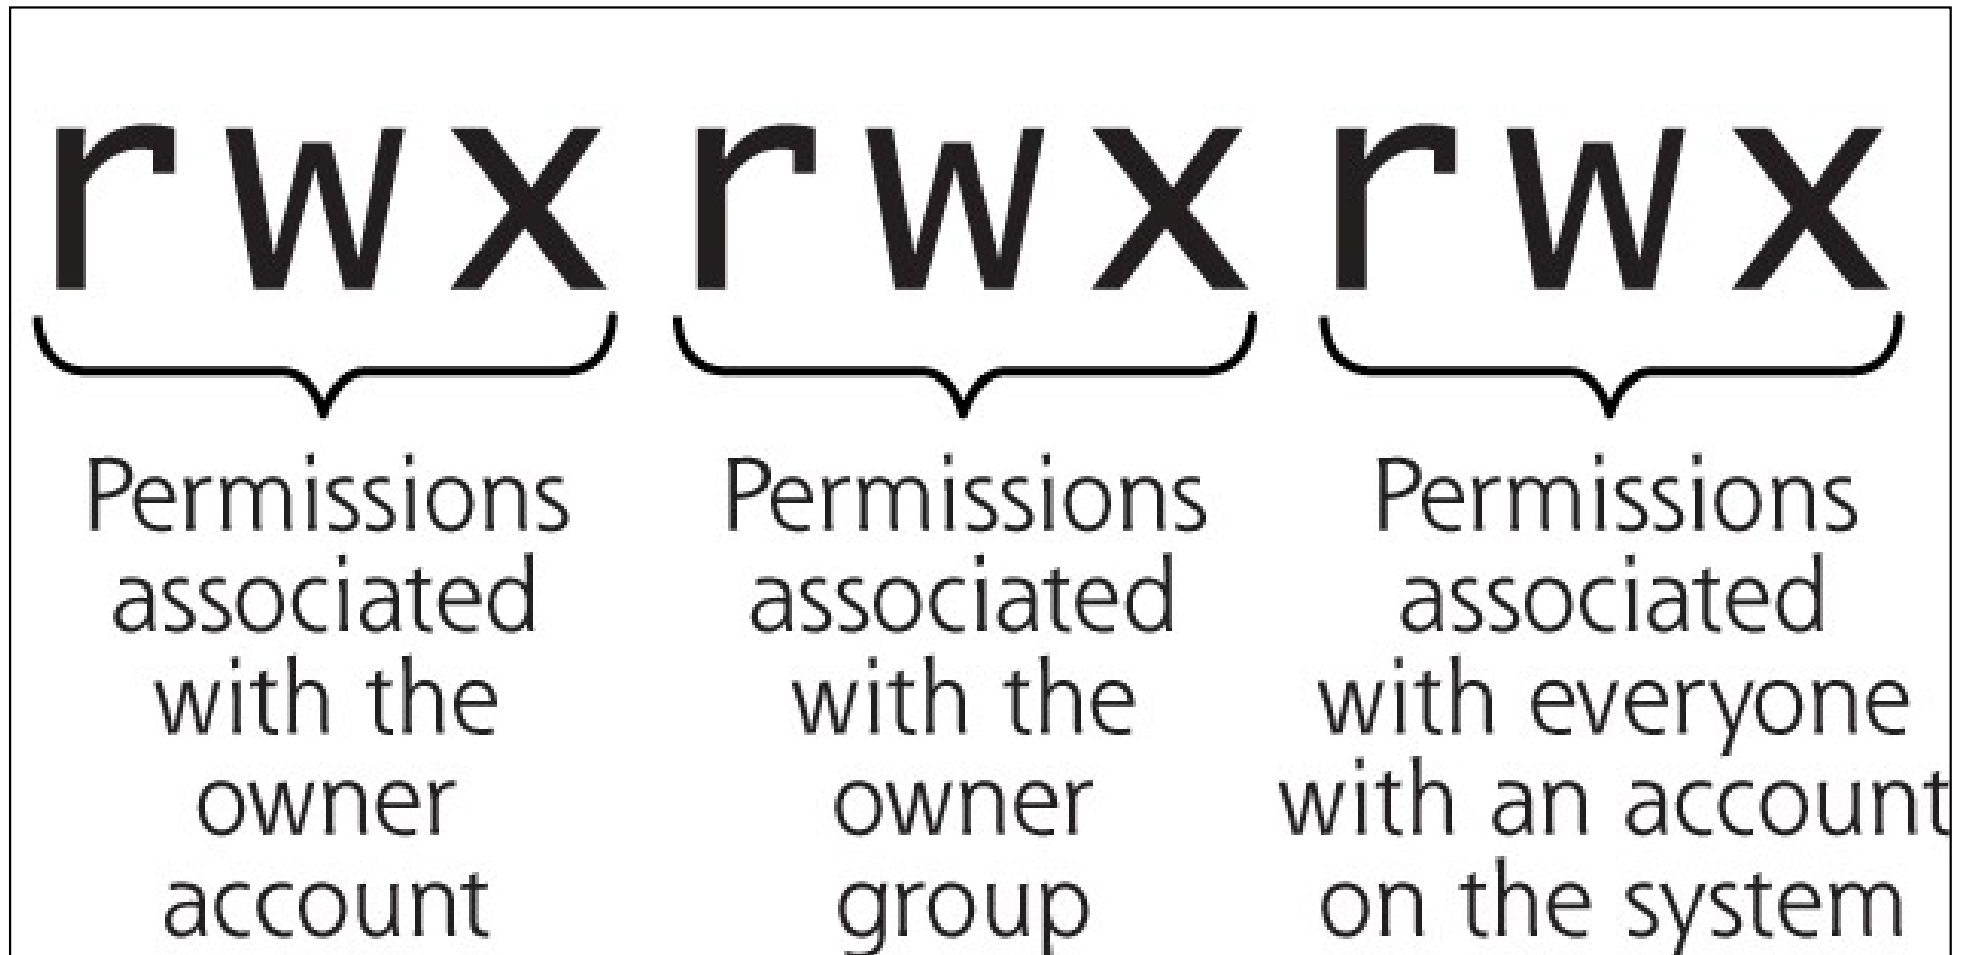 rwx rwx rwx
Permissions
associated
with the
owner
account
Permissions
associated
with the
owner
group
Permissions
associated
with everyone
with an account
on the system